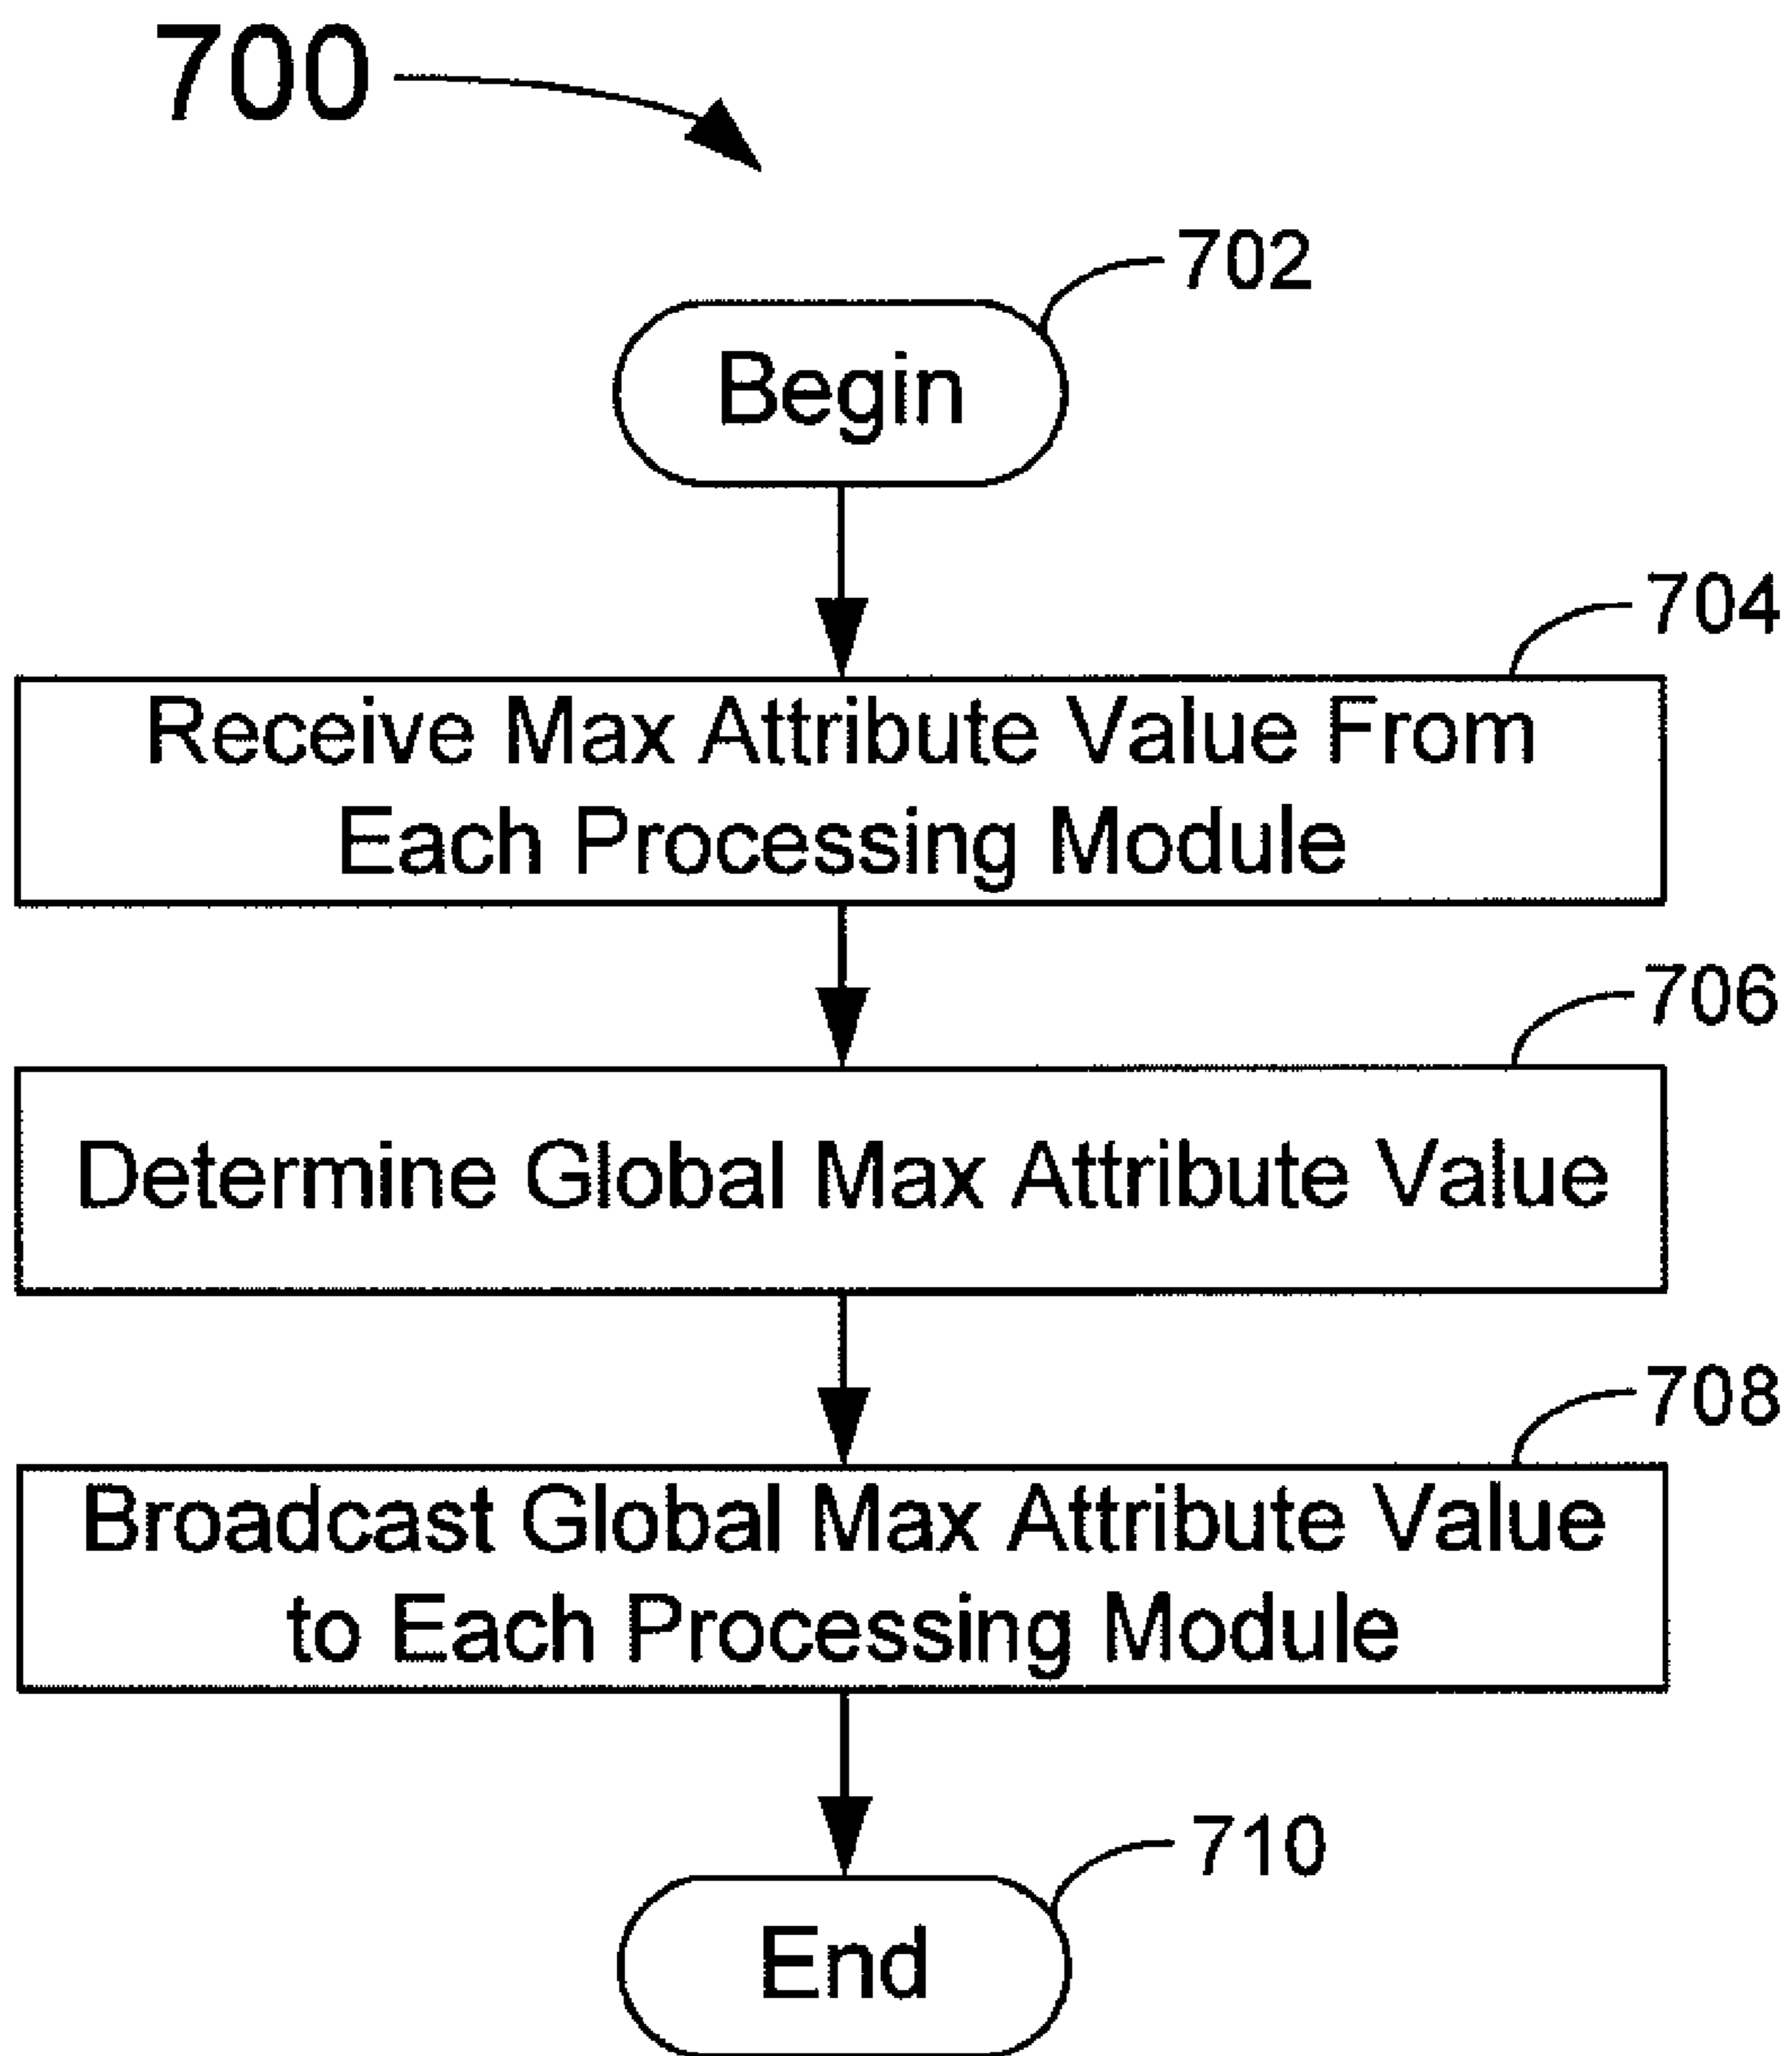 700
702
Begin
704
Receive Max Attribute Value From
Each Processing Module
706
Determine Global Max Attribute Value
708
Broadcast Global Max Attribute Value
to Each Processing Module
710
End